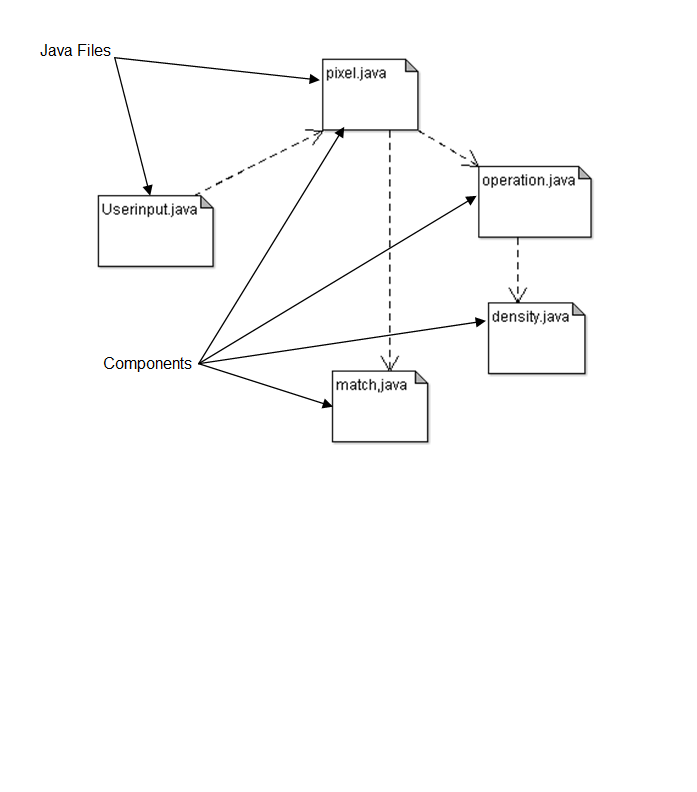 Java Files
pixel.java
operation.java
Userinput.java
density.java
Components
match,java